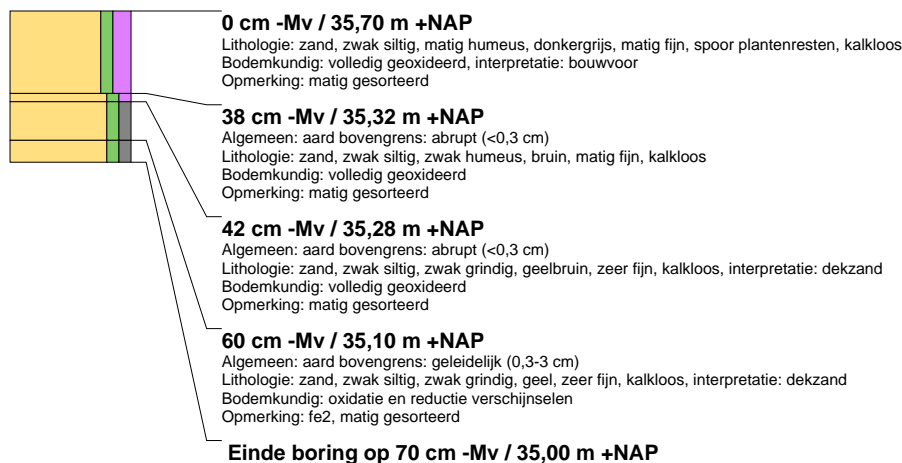 0 cm -Mv / 35,70 m +NAP
Lithologie: zand, zwak siltig, matig humeus, donkergrijs, matig fijn, spoor plantenresten, kalkloos
Bodemkundig: volledig geoxideerd, interpretatie: bouwvoor
Opmerking: matig gesorteerd
38 cm -Mv / 35,32 m +NAP
Algemeen: aard bovengrens: abrupt (<0,3 cm)
Lithologie: zand, zwak siltig, zwak humeus, bruin, matig fijn, kalkloos
Bodemkundig: volledig geoxideerd
Opmerking: matig gesorteerd
42 cm -Mv / 35,28 m +NAP
Algemeen: aard bovengrens: abrupt (<0,3 cm)
Lithologie: zand, zwak siltig, zwak grindig, geelbruin, zeer fijn, kalkloos, interpretatie: dekzand
Bodemkundig: volledig geoxideerd
Opmerking: matig gesorteerd
60 cm -Mv / 35,10 m +NAP
Algemeen: aard bovengrens: geleidelijk (0,3-3 cm)
Lithologie: zand, zwak siltig, zwak grindig, geel, zeer fijn, kalkloos, interpretatie: dekzand
Bodemkundig: oxidatie en reductie verschijnselen
Opmerking: fe2, matig gesorteerd
Einde boring op 70 cm -Mv / 35,00 m +NAP